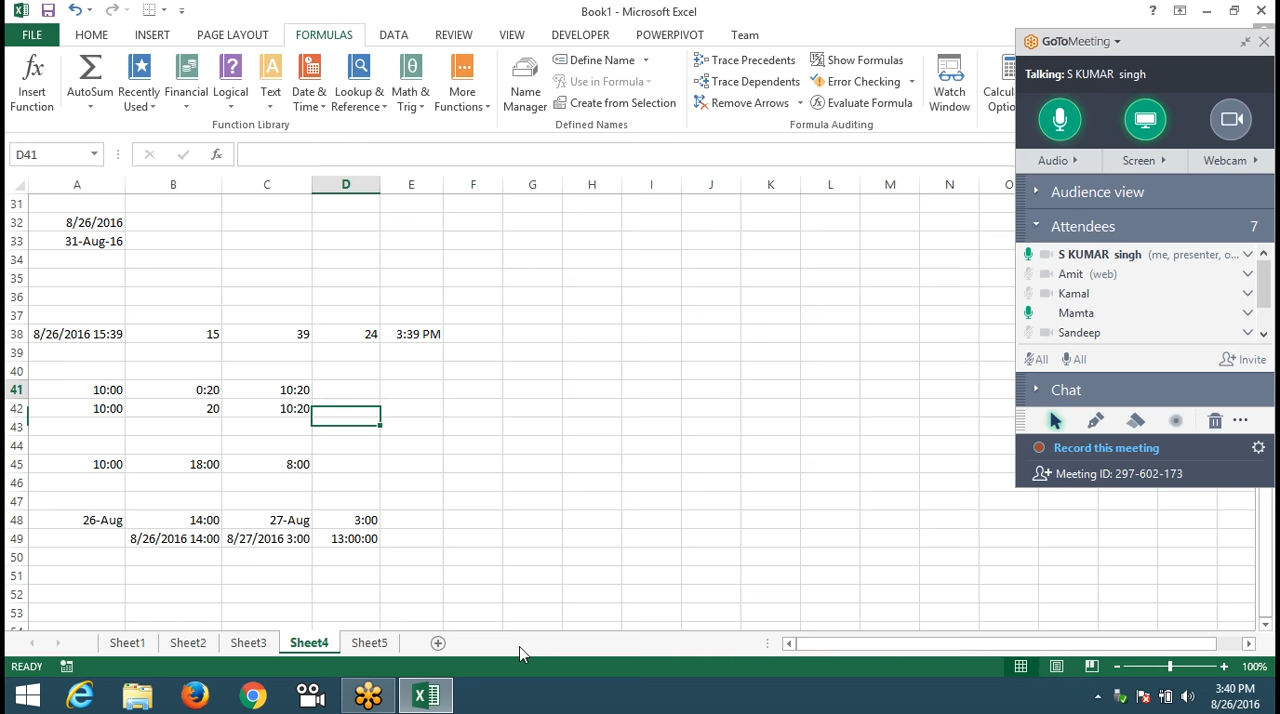 Book1 - Microsoft Excel
FILE HOME INSERT PAGE LAYOUT FORMULAS DATA REVIEW VIEW DEVELOPER POWERPIVOT Team
Insert Function
AutoSum
Recently Used
Financial
Logical
Text
Date & Time
Lookup & Reference
Math & Trig
More Functions
Function Library
Name Manager
Define Name
Use in Formula
Create from Selection
Defined Names
Trace Precedents
Trace Dependents
Remove Arrows
Show Formulas
Error Checking
Evaluate Formula
Formula Auditing
Watch Window
D41
A B C D E F G H I J K L M N O
31
32 8/26/2016
33 31-Aug-16
34
35
36
37
38 8/26/2016 15:39 15 39 24 3:39 PM
39
40
41 10:00 0:20 10:20
42 10:00 20 10:20
43
44
45 10:00 18:00 8:00
46
47
48 26-Aug 14:00 27-Aug 3:00
49 8/26/2016 14:00 8/27/2016 3:00 13:00:00
50
51
52
53
Sheet1 Sheet2 Sheet3 Sheet4 Sheet5
READY
100%
GoToMeeting
Talking: S KUMAR singh
Audio Screen Webcam
Audience view
Attendees 7
S KUMAR singh (me, presenter, o...
Amit (web)
Kamal
Mamta
Sandeep
All All Invite
Chat
Record this meeting
Meeting ID: 297-602-173
3:40 PM
8/26/2016